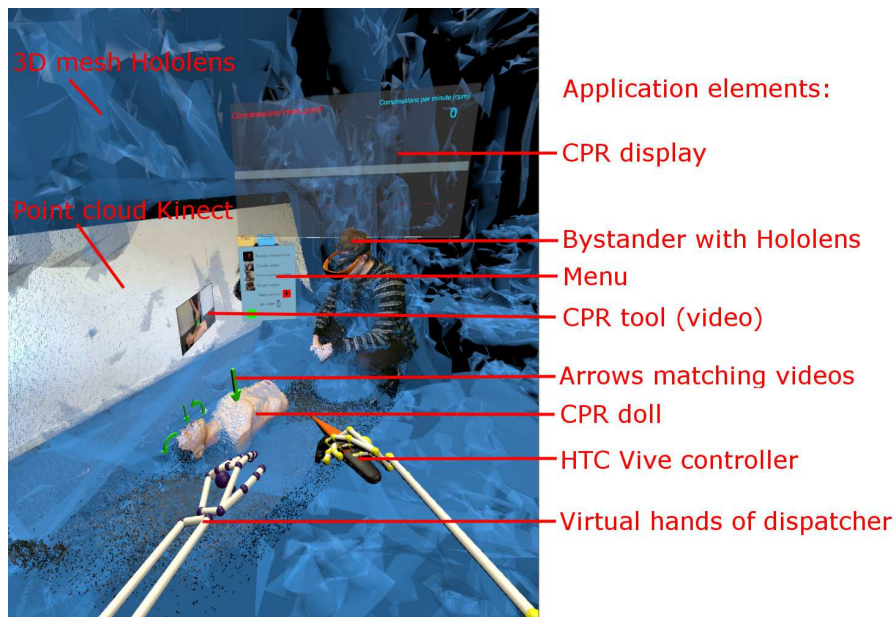 3D mesh Hololens
Compressions per minute (cpm)
0
Point cloud Kinect
Application elements:
CPR display
Bystander with Hololens
Menu
CPR tool (video)
Arrows matching videos
CPR doll
HTC Vive controller
Virtual hands of dispatcher